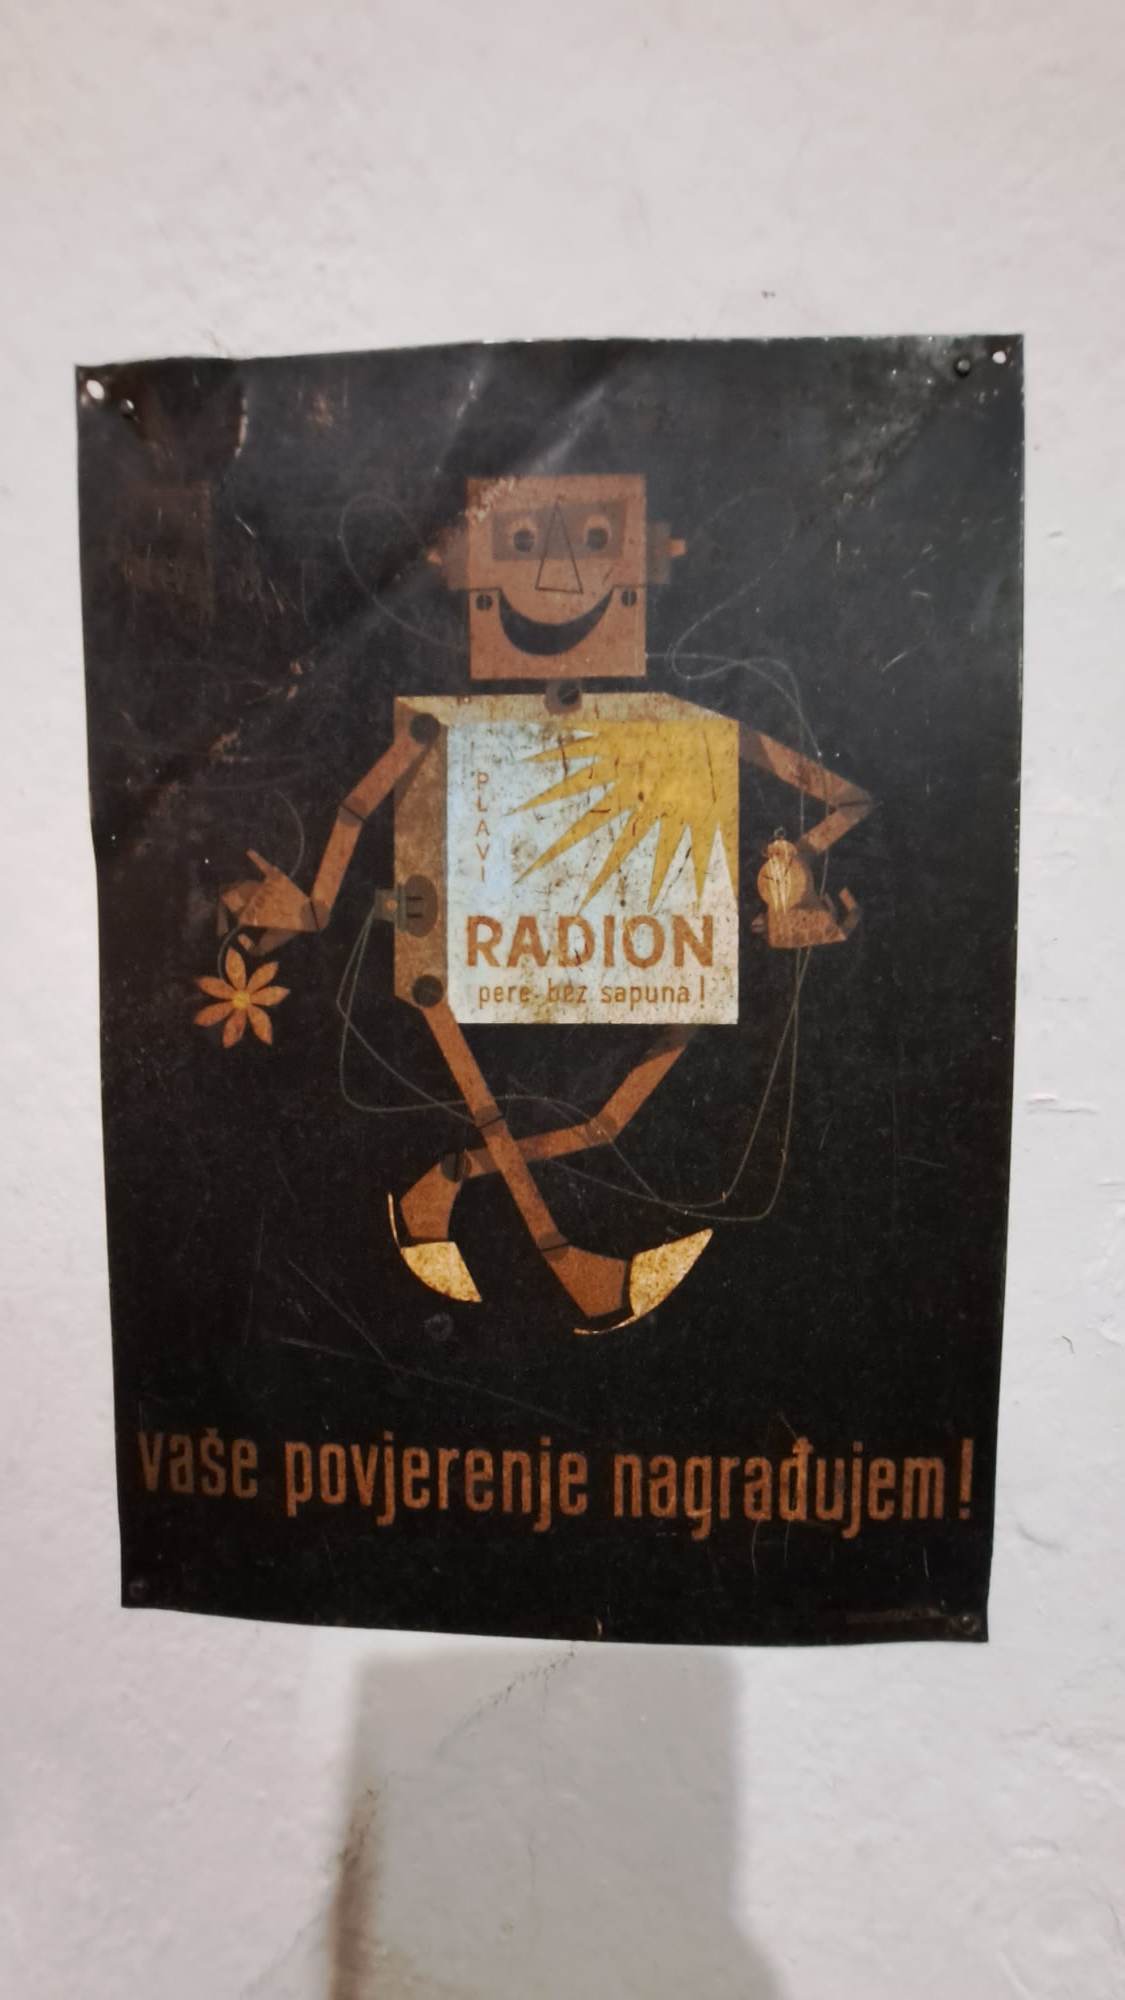 PLAVI
RADION
pere bez sapuna!
vaše povjerenje nagrađujem!